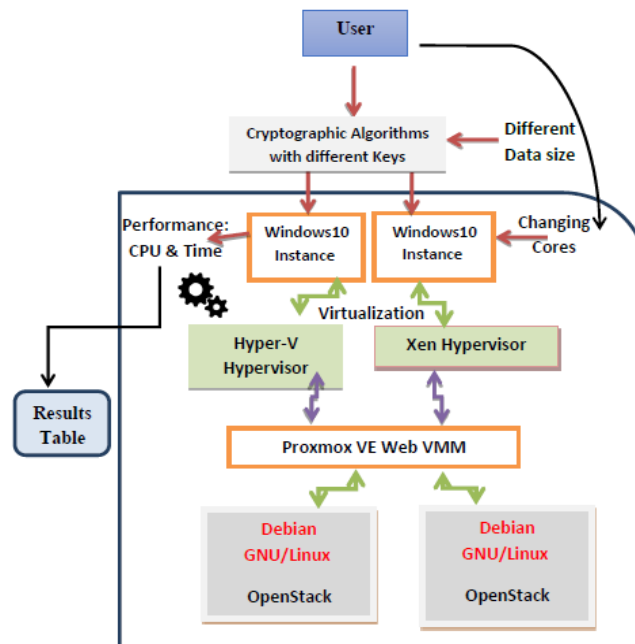 User
Cryptographic Algorithms
with different Keys
Different
Data size
Performance:
CPU & Time
Windows10
Instance
Windows10
Instance
Changing
Cores
Virtualization
Hyper-V
Hypervisor
Xen Hypervisor
Results
Table
Proxmox VE Web VMM
Debian
GNU/Linux
OpenStack
Debian
GNU/Linux
OpenStack